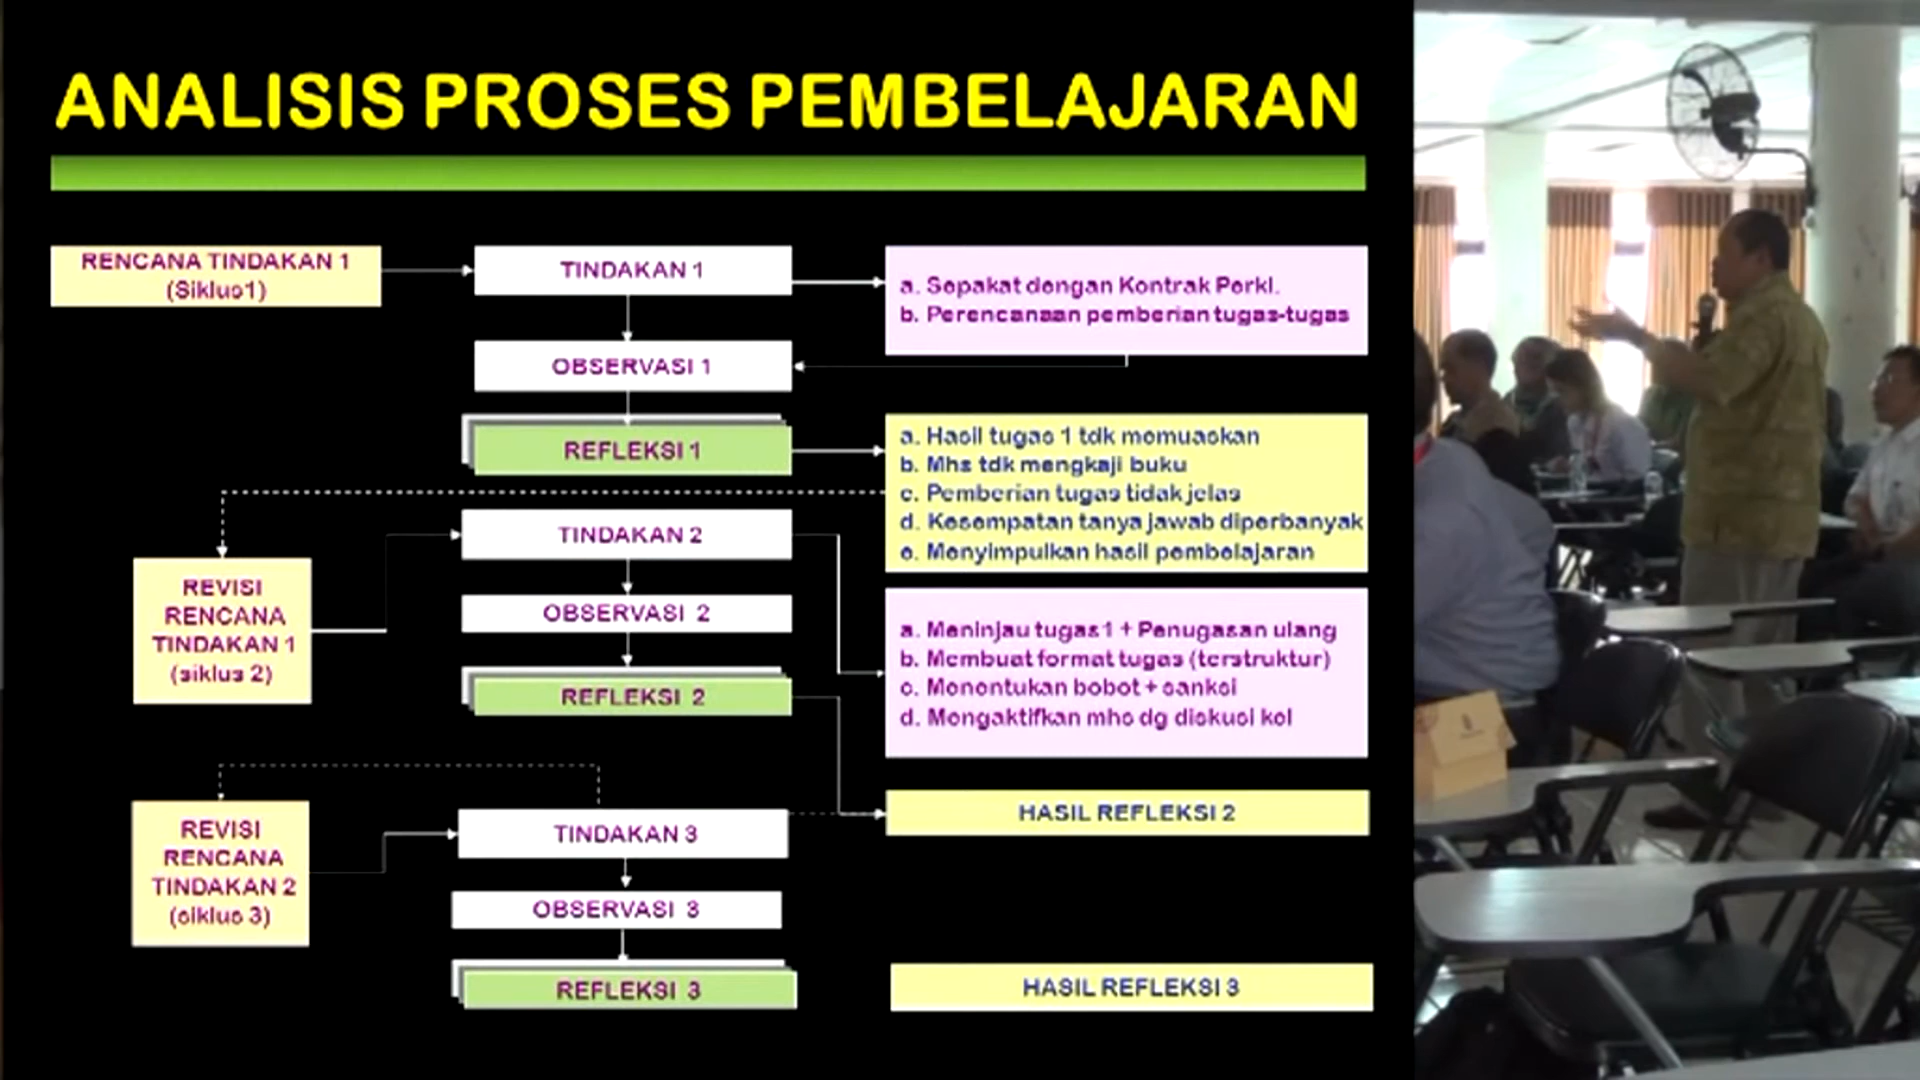 ANALISIS PROSES PEMBELAJARAN
RENCANA TINDAKAN 1
(Siklus1)
TINDAKAN 1
a. Sepakat dengan Kontrak Perkl.
b. Perencanaan pemberian tugas-tugas
OBSERVASI 1
REFLEKSI 1
a. Hasil tugas 1 tdk memuaskan
b. Mhs tdk mengkaji buku
c. Pemberian tugas tidak jelas
d. Kesempatan tanya jawab diperbanyak
e. Menyimpulkan hasil pembelajaran
REVISI
RENCANA
TINDAKAN 1
(siklus 2)
TINDAKAN 2
OBSERVASI 2
REFLEKSI 2
a. Meninjau tugas1 + Penugasan ulang
b. Membuat format tugas (terstruktur)
c. Menentukan bobot + sanksi
d. Mengaktifkan mhs dg diskusi kel
HASIL REFLEKSI 2
REVISI
RENCANA
TINDAKAN 2
(siklus 3)
TINDAKAN 3
OBSERVASI 3
REFLEKSI 3
HASIL REFLEKSI 3